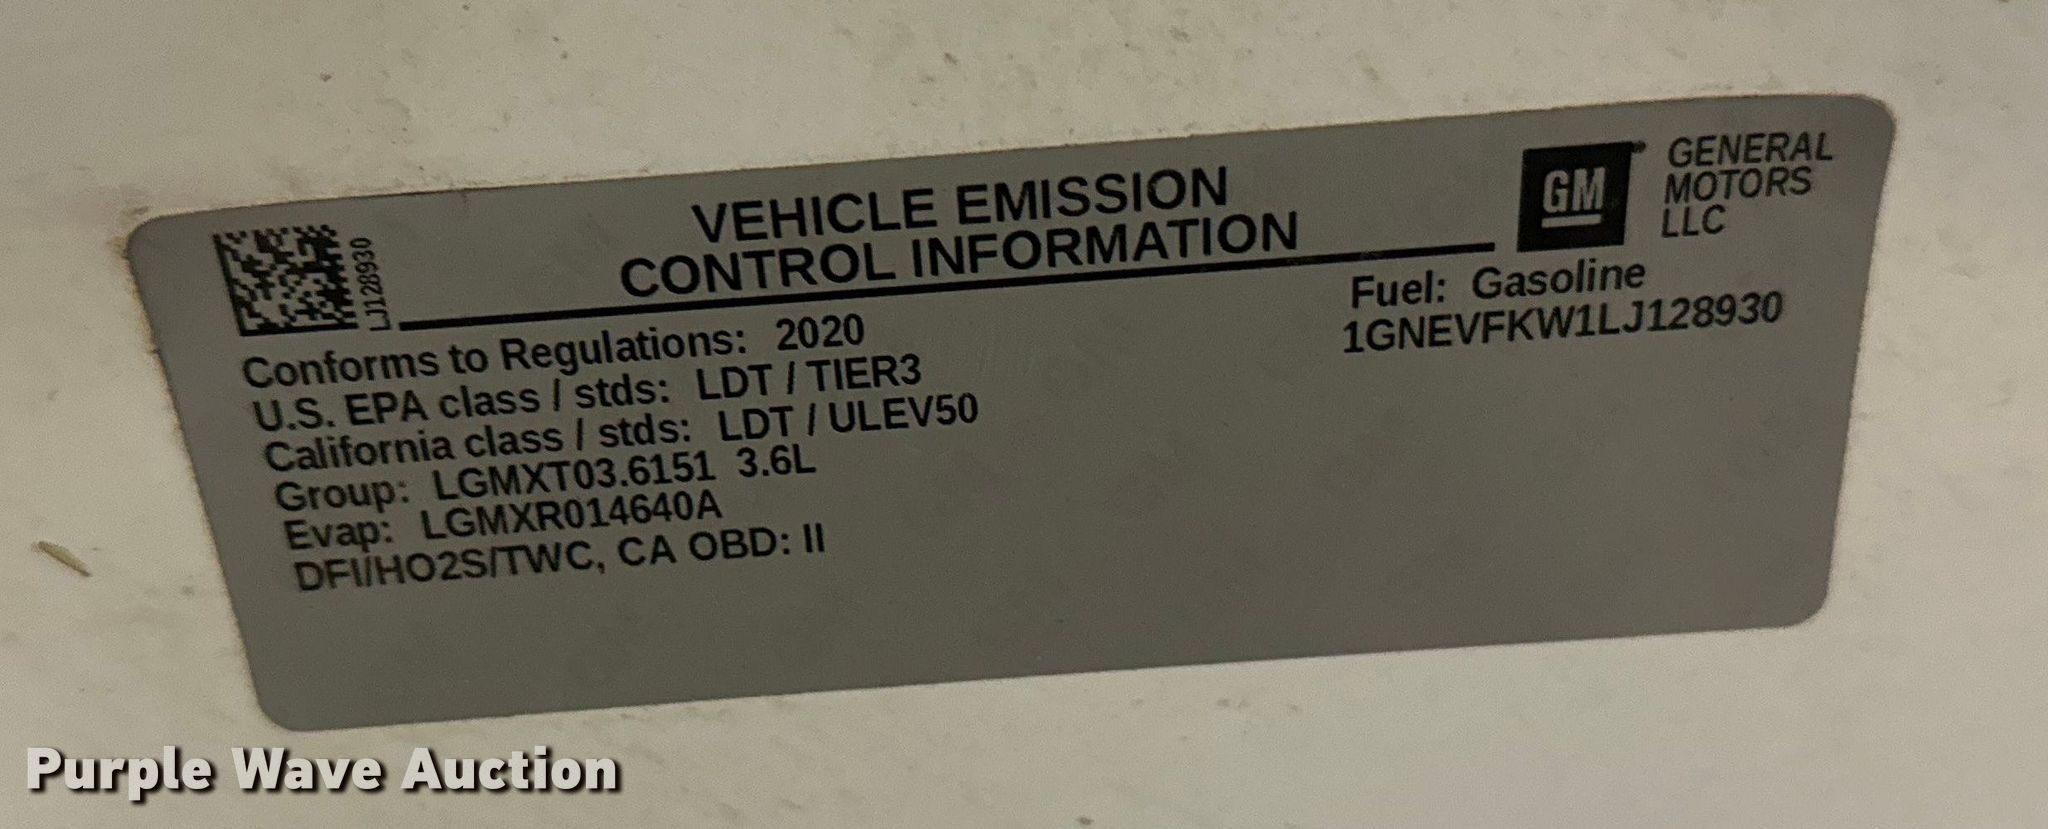 LJ128930
VEHICLE EMISSION
CONTROL INFORMATION
GM
GENERAL
MOTORS
LLC
Fuel: Gasoline
1GNEVFKW1LJ128930
Conforms to Regulations: 2020
U.S. EPA class / stds: LDT / TIER3
California class / stds: LDT / ULEV50
Group: LGMXT03.6151 3.6L
Evap: LGMXR014640A
DFI/HO2S/TWC, CA OBD: II
Purple Wave Auction